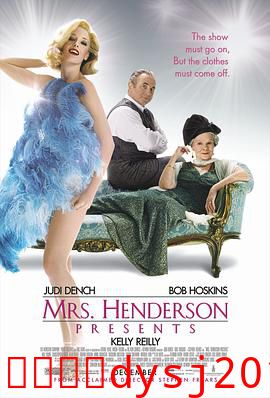 The show
must go on,
But the clothes
must come off.
JUDI DENCH BOB HOSKINS
MRS. HENDERSON
PRESENTS
KELLY REILLY
DECEMBER
FROM ACCLAIMED DIRECTOR STEPHEN FREARS
jysj20